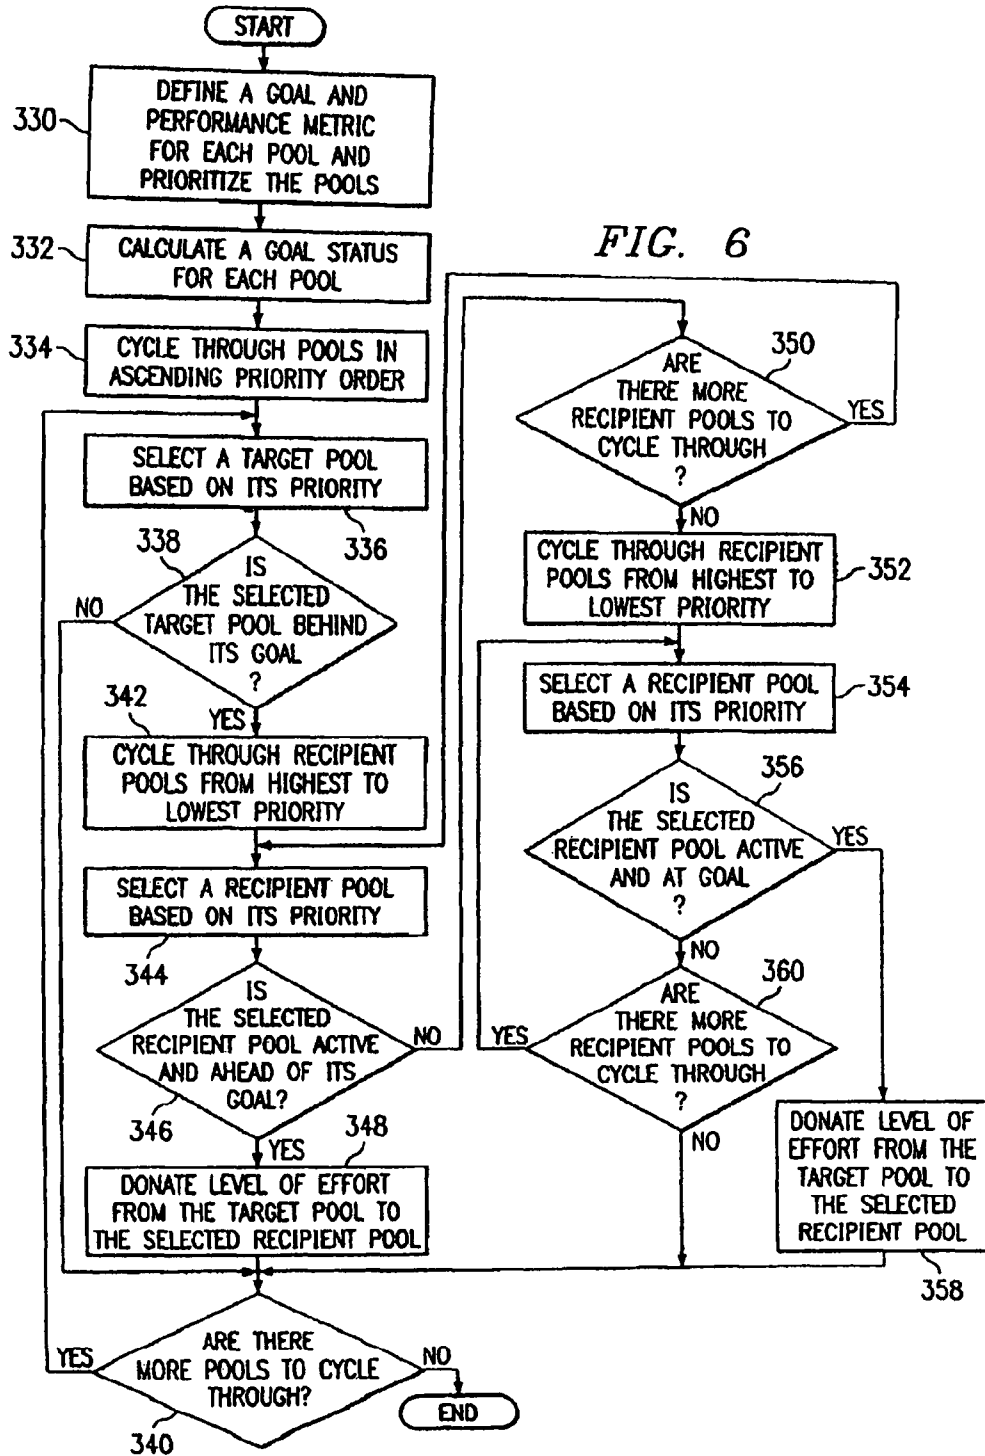 START
330
DEFINE A GOAL AND
PERFORMANCE METRIC
FOR EACH POOL AND
PRIORITIZE THE POOLS
332
CALCULATE A GOAL STATUS
FOR EACH POOL
334
CYCLE THROUGH POOLS IN
ASCENDING PRIORITY ORDER
SELECT A TARGET POOL
BASED ON ITS PRIORITY
336
338
IS
THE SELECTED
TARGET POOL BEHIND
ITS GOAL
?
NO
YES
342
CYCLE THROUGH RECIPIENT
POOLS FROM HIGHEST TO
LOWEST PRIORITY
SELECT A RECIPIENT POOL
BASED ON ITS PRIORITY
344
IS
THE SELECTED
RECIPIENT POOL ACTIVE
AND AHEAD OF ITS
GOAL?
NO
346
YES
348
DONATE LEVEL OF EFFORT
FROM THE TARGET POOL TO
THE SELECTED RECIPIENT POOL
ARE THERE
MORE POOLS TO CYCLE
THROUGH?
YES
NO
340
END
FIG. 6
350
ARE
THERE MORE
RECIPIENT POOLS TO
CYCLE THROUGH
?
YES
NO
CYCLE THROUGH RECIPIENT
POOLS FROM HIGHEST TO
LOWEST PRIORITY
352
SELECT A RECIPIENT POOL
BASED ON ITS PRIORITY
354
356
IS
THE SELECTED
RECIPIENT POOL ACTIVE
AND AT GOAL
?
YES
NO
360
ARE
THERE MORE
RECIPIENT POOLS TO
CYCLE THROUGH
?
YES
NO
DONATE LEVEL OF
EFFORT FROM THE
TARGET POOL TO
THE SELECTED
RECIPIENT POOL
358